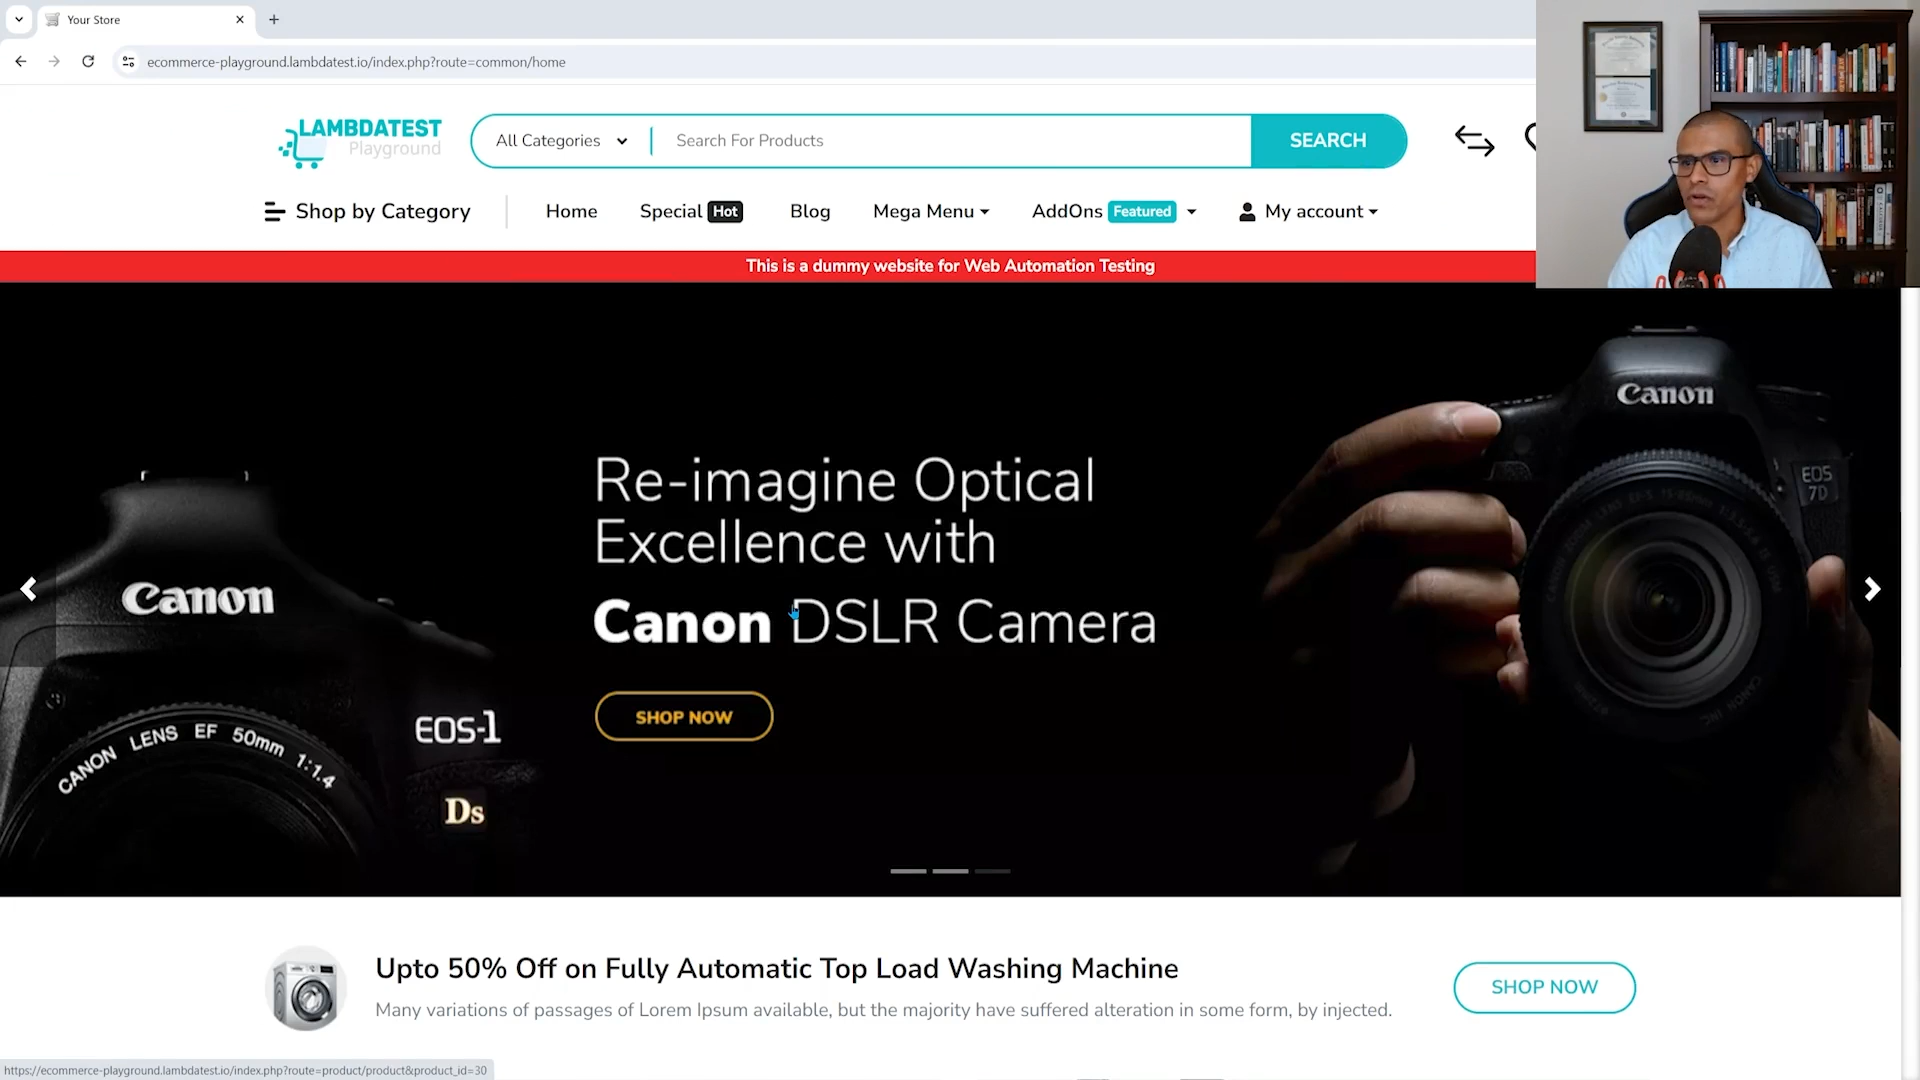 Your Store
ecommerce-playground.lambdatest.io/index.php?route=common/home
LAMBDATEST
Playground
All Categories
Search For Products
SEARCH
Shop by Category
Home
Special Hot
Blog
Mega Menu
AddOns Featured
My account
This is a dummy website for Web Automation Testing
Re-imagine Optical
Excellence with
Canon DSLR Camera
SHOP NOW
Canon
EOS-1
Ds
CANON LENS EF 50mm 1:1.4
Canon
EOS
7D
Upto 50% Off on Fully Automatic Top Load Washing Machine
Many variations of passages of Lorem Ipsum available, but the majority have suffered alteration in some form, by injected.
SHOP NOW
https://ecommerce-playground.lambdatest.io/index.php?route=product/product&product_id=30